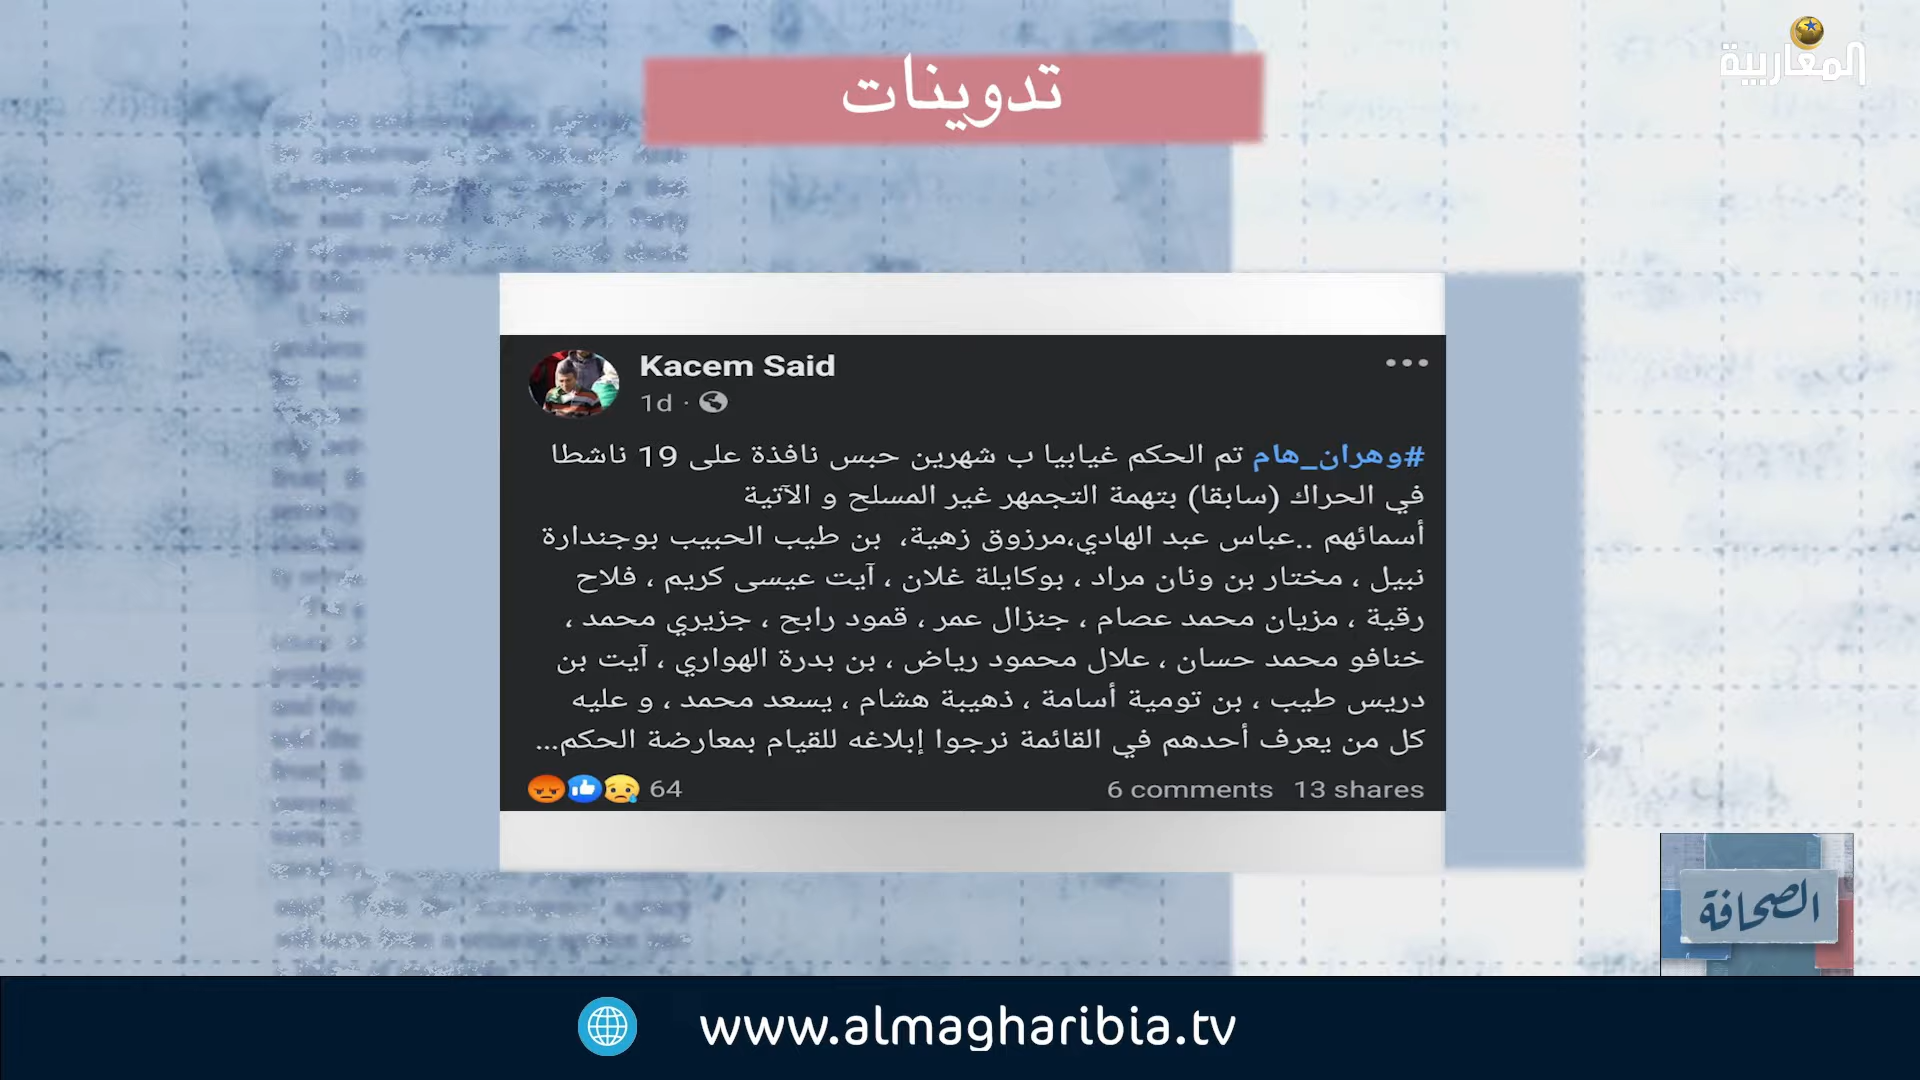 المغاربية
تدوينات
Kacem Said
1d ·
#وهران_هام تم الحكم غيابيا ب شهرين حبس نافذة على 19 ناشطا
في الحراك (سابقا) بتهمة التجمهر غير المسلح و الآتية
أسمائهم ..عباس عبد الهادي،مرزوق زهية، بن طيب الحبيب بوجندارة
نبيل ، مختار بن ونان مراد ، بوكايلة غلان ، آيت عيسى كريم ، فلاح
رقية ، مزيان محمد عصام ، جنزال عمر ، قمود رابح ، جزيري محمد ،
خنافو محمد حسان ، علال محمود رياض ، بن بدرة الهواري ، آيت بن
دريس طيب ، بن تومية أسامة ، ذهيبة هشام ، يسعد محمد ، و عليه
كل من يعرف أحدهم في القائمة نرجوا إبلاغه للقيام بمعارضة الحكم...
64 6 comments 13 shares
الصحافة
www.almagharibia.tv